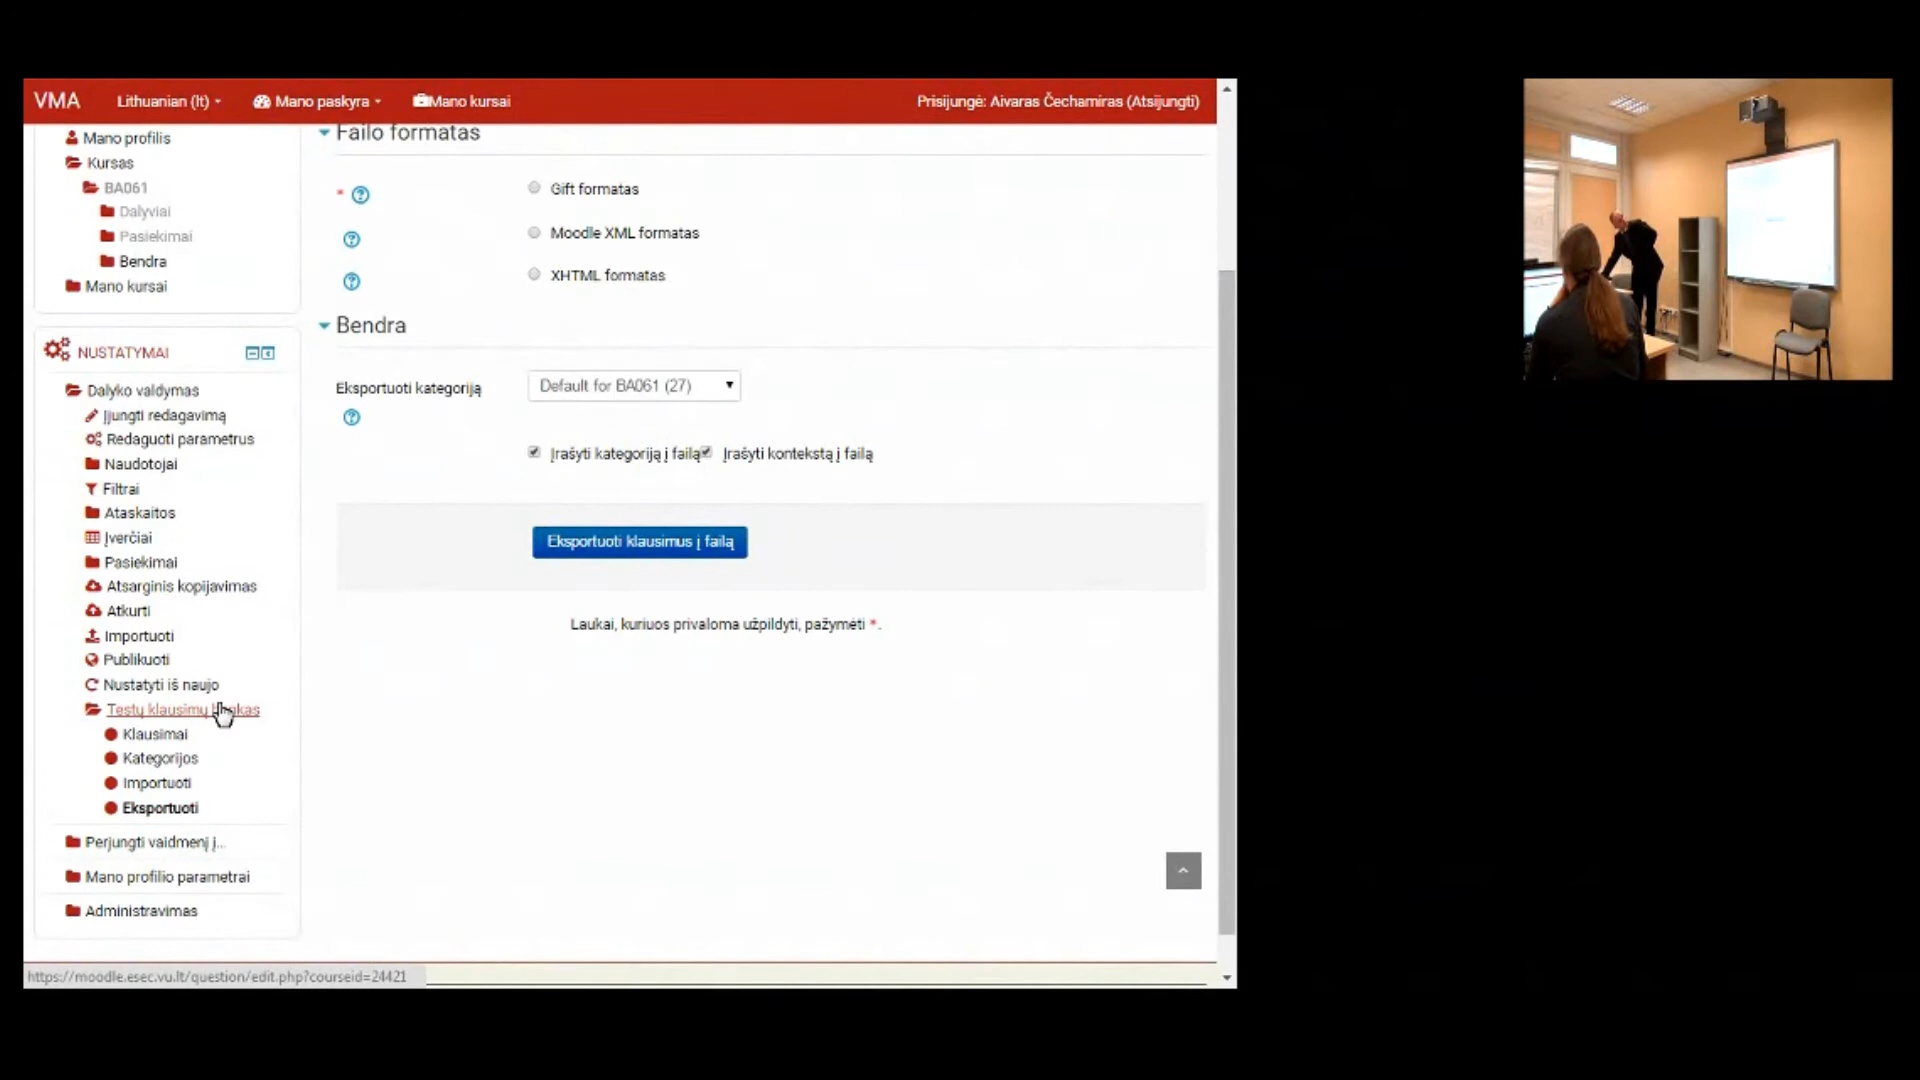 VMA Lithuanian (lt) Mano paskyra Mano kursai Prisijungė: Aivaras Čechamiras (Atsijungti)
Mano profilis
Kursas
BA061
Dalyviai
Pasiekimai
Bendra
Mano kursai
NUSTATYMAI
Dalyko valdymas
Įjungti redagavimą
Redaguoti parametrus
Naudotojai
Filtrai
Ataskaitos
Įverčiai
Pasiekimai
Atsarginis kopijavimas
Atkurti
Importuoti
Publikuoti
Nustatyti iš naujo
Testų klausimų
Klausimai
Kategorijos
Importuoti
Eksportuoti
Perjungti vaidmenį į...
Mano profilio parametrai
Administravimas
Failo formatas
* Gift formatas
Moodle XML formatas
XHTML formatas
Bendra
Eksportuoti kategoriją Default for BA061 (27)
Įrašyti kategoriją į failą Įrašyti kontekstą į failą
Eksportuoti klausimus į failą
Laukai, kuriuos privaloma užpildyti, pažymėti *.
https://moodle.esec.vu.lt/question/edit.php?courseid=24421